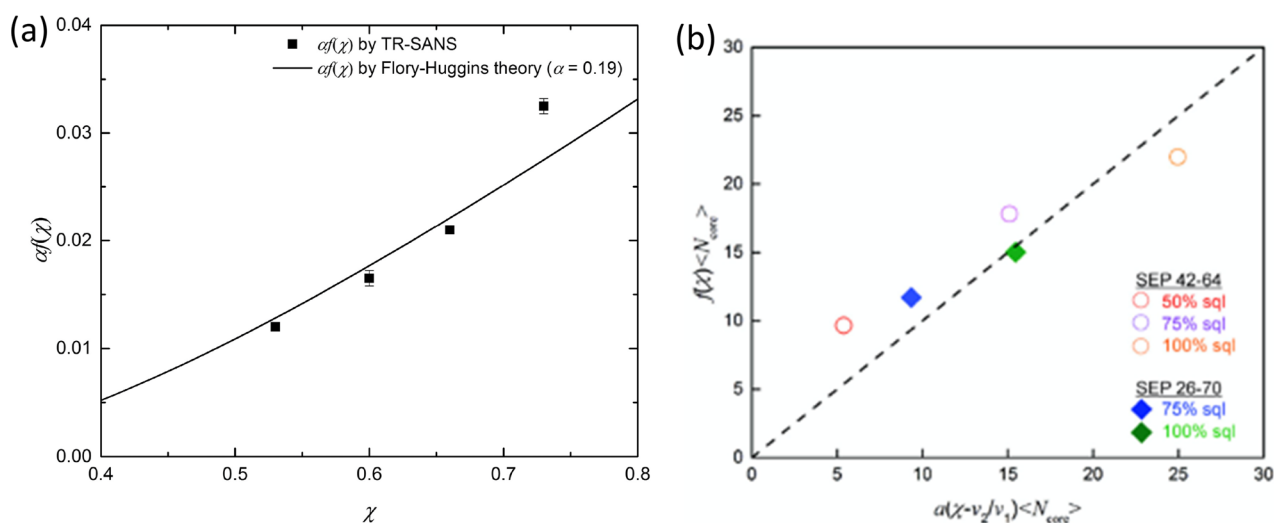 (a)
0.04
0.03
0.02
0.01
0.00
αf(χ)
αf(χ) by TR-SANS
αf(χ) by Flory-Huggins theory (α = 0.19)
0.4
0.5
0.6
0.7
0.8
χ
(b)
30
25
20
15
10
5
0
f(χ)<N_core>
SEP 42-64
50% sql
75% sql
100% sql
SEP 26-70
75% sql
100% sql
0
5
10
15
20
25
30
a(χ-v₂/v₁)<N_core>